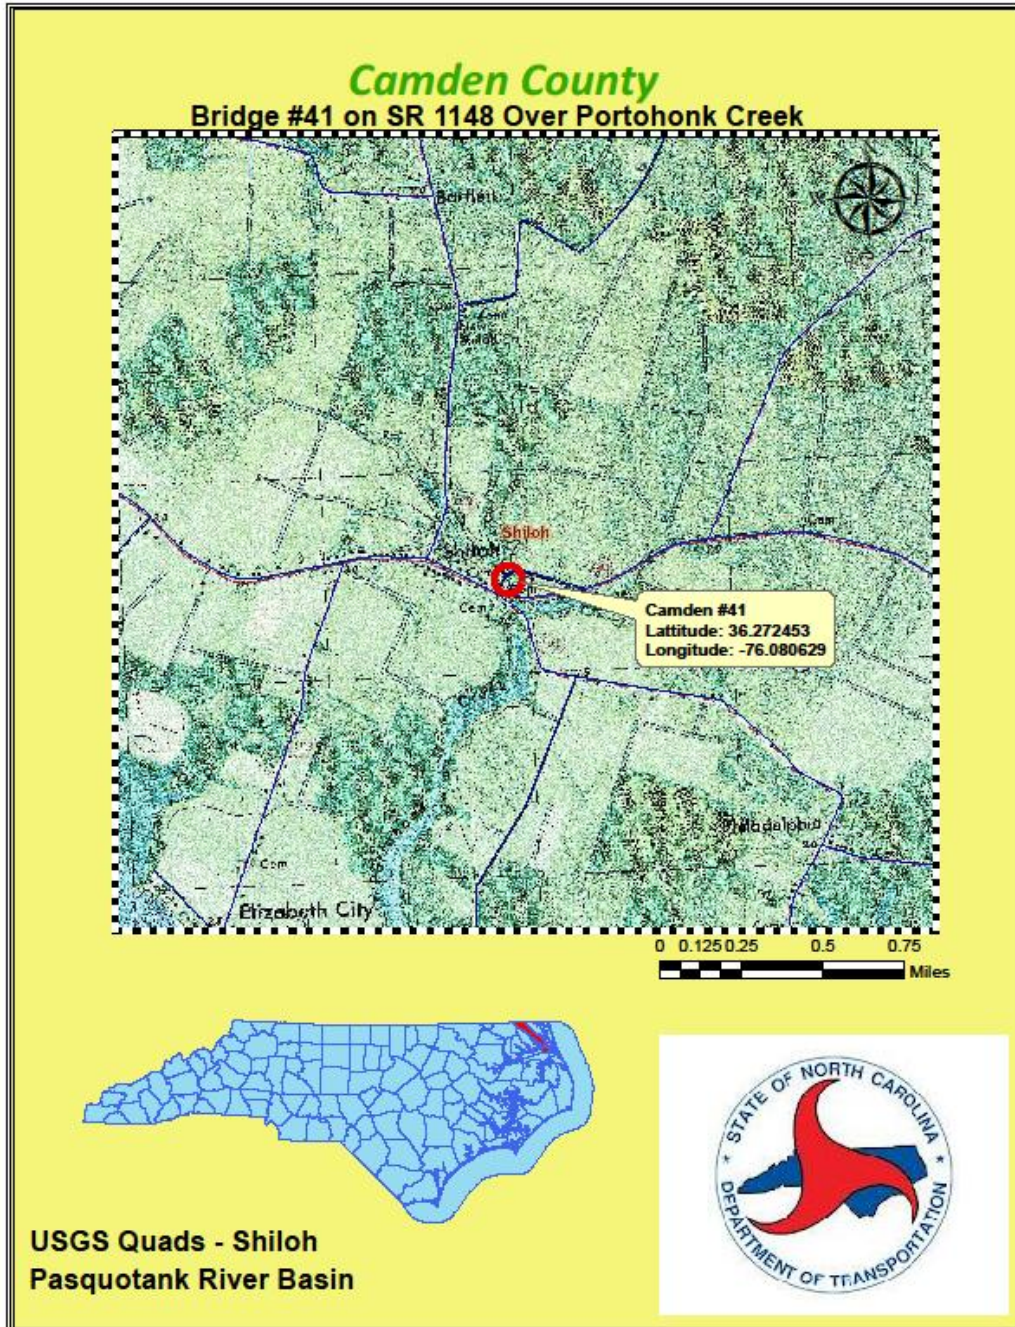 Camden County
Bridge #41 on SR 1148 Over Portohonk Creek
Bartlett
Shiloh
Shiloh
Cem
Cem
Camden #41
Lattitude: 36.272453
Longitude: -76.080629
Creek
Philadelphia
Cem
Elizabeth City
0 0.125 0.25 0.5 0.75
Miles
USGS Quads - Shiloh
Pasquotank River Basin
STATE OF NORTH CAROLINA
DEPARTMENT OF TRANSPORTATION